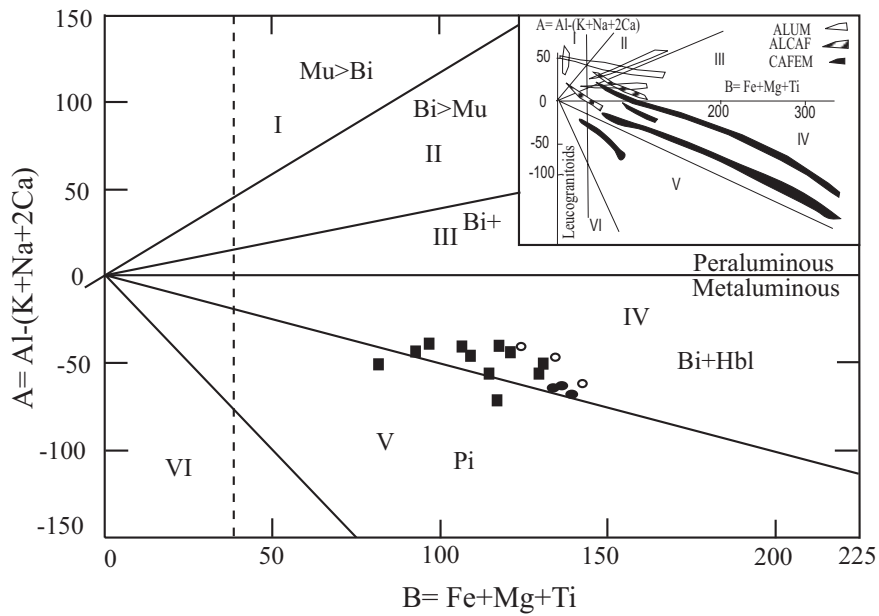 A= Al-(K+Na+2Ca)
150
100
50
0
-50
-100
-150
Mu>Bi
I
Bi>Mu
II
Bi+
III
Peraluminous
Metaluminous
IV
Bi+Hbl
V
Pi
VI
0
50
100
150
200
225
B= Fe+Mg+Ti
A= Al-(K+Na+2Ca)
I
II
III
ALUM
ALCAF
CAFEM
B= Fe+Mg+Ti
50
0
-50
-100
200
300
IV
V
VI
Leucogranitoids